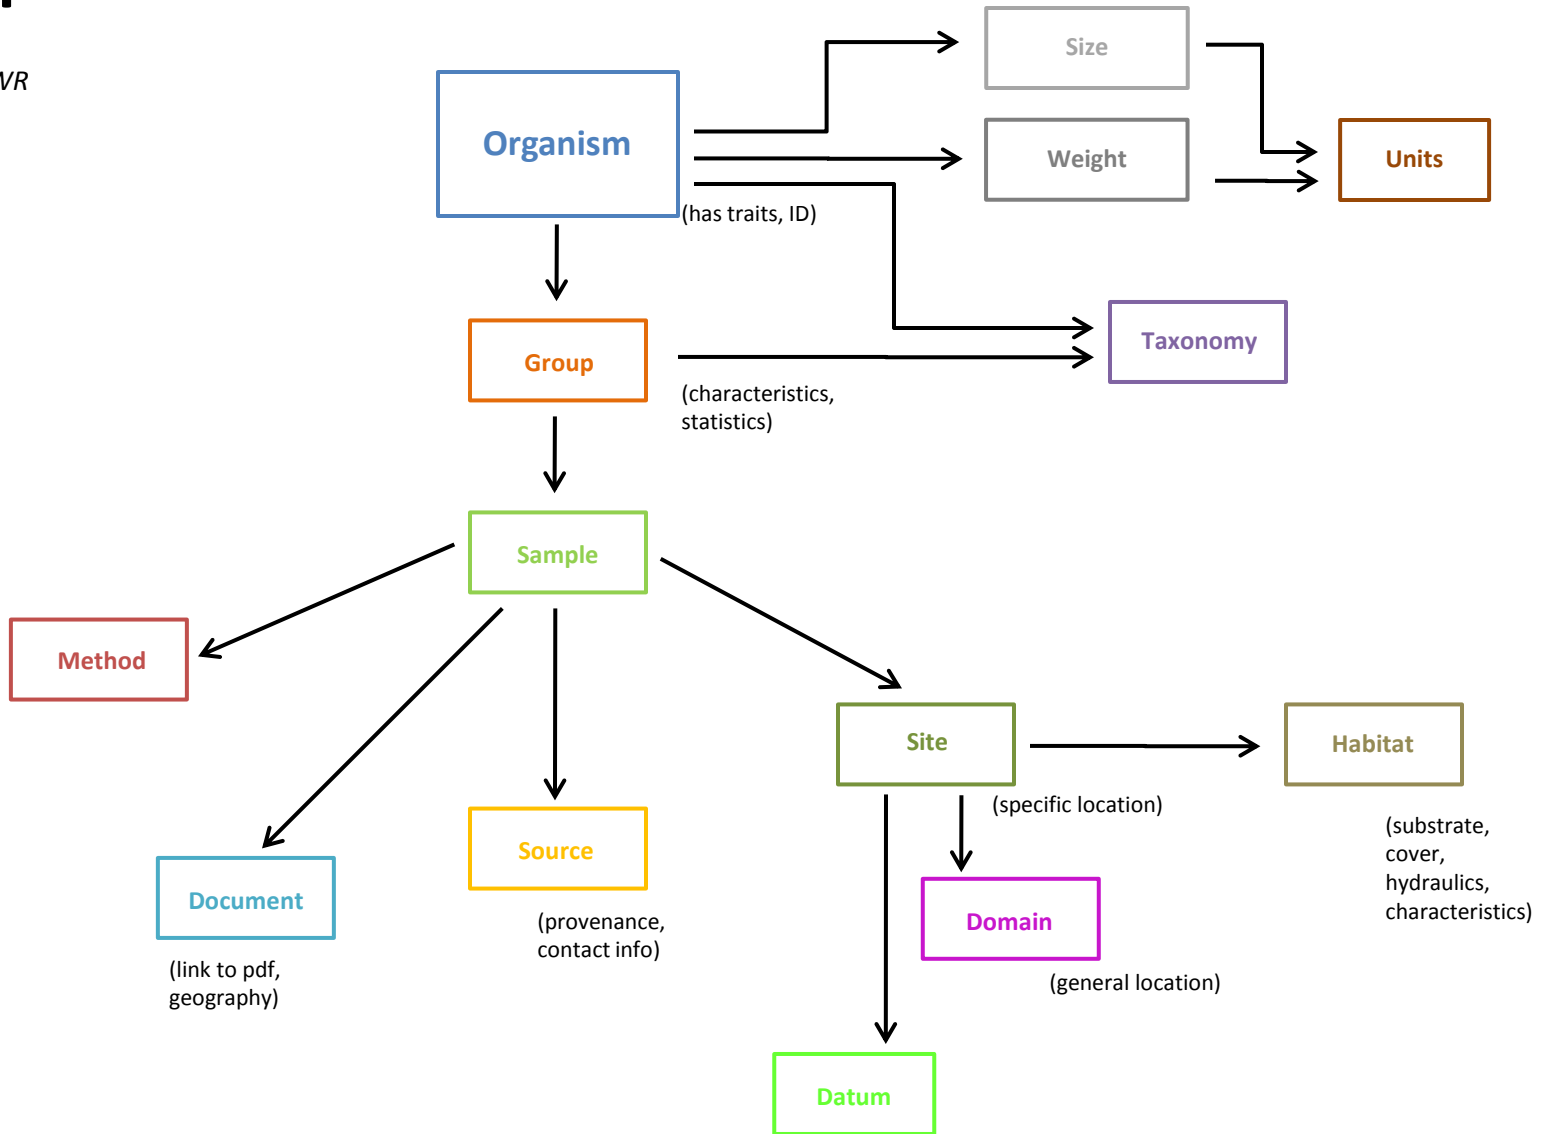 VR
Size
Organism
Weight
Units
(has traits, ID)
Group
Taxonomy
(characteristics,
statistics)
Sample
Method
Site
Habitat
(specific location)
(substrate,
cover,
hydraulics,
characteristics)
Source
Document
(provenance,
contact info)
Domain
(link to pdf,
geography)
(general location)
Datum